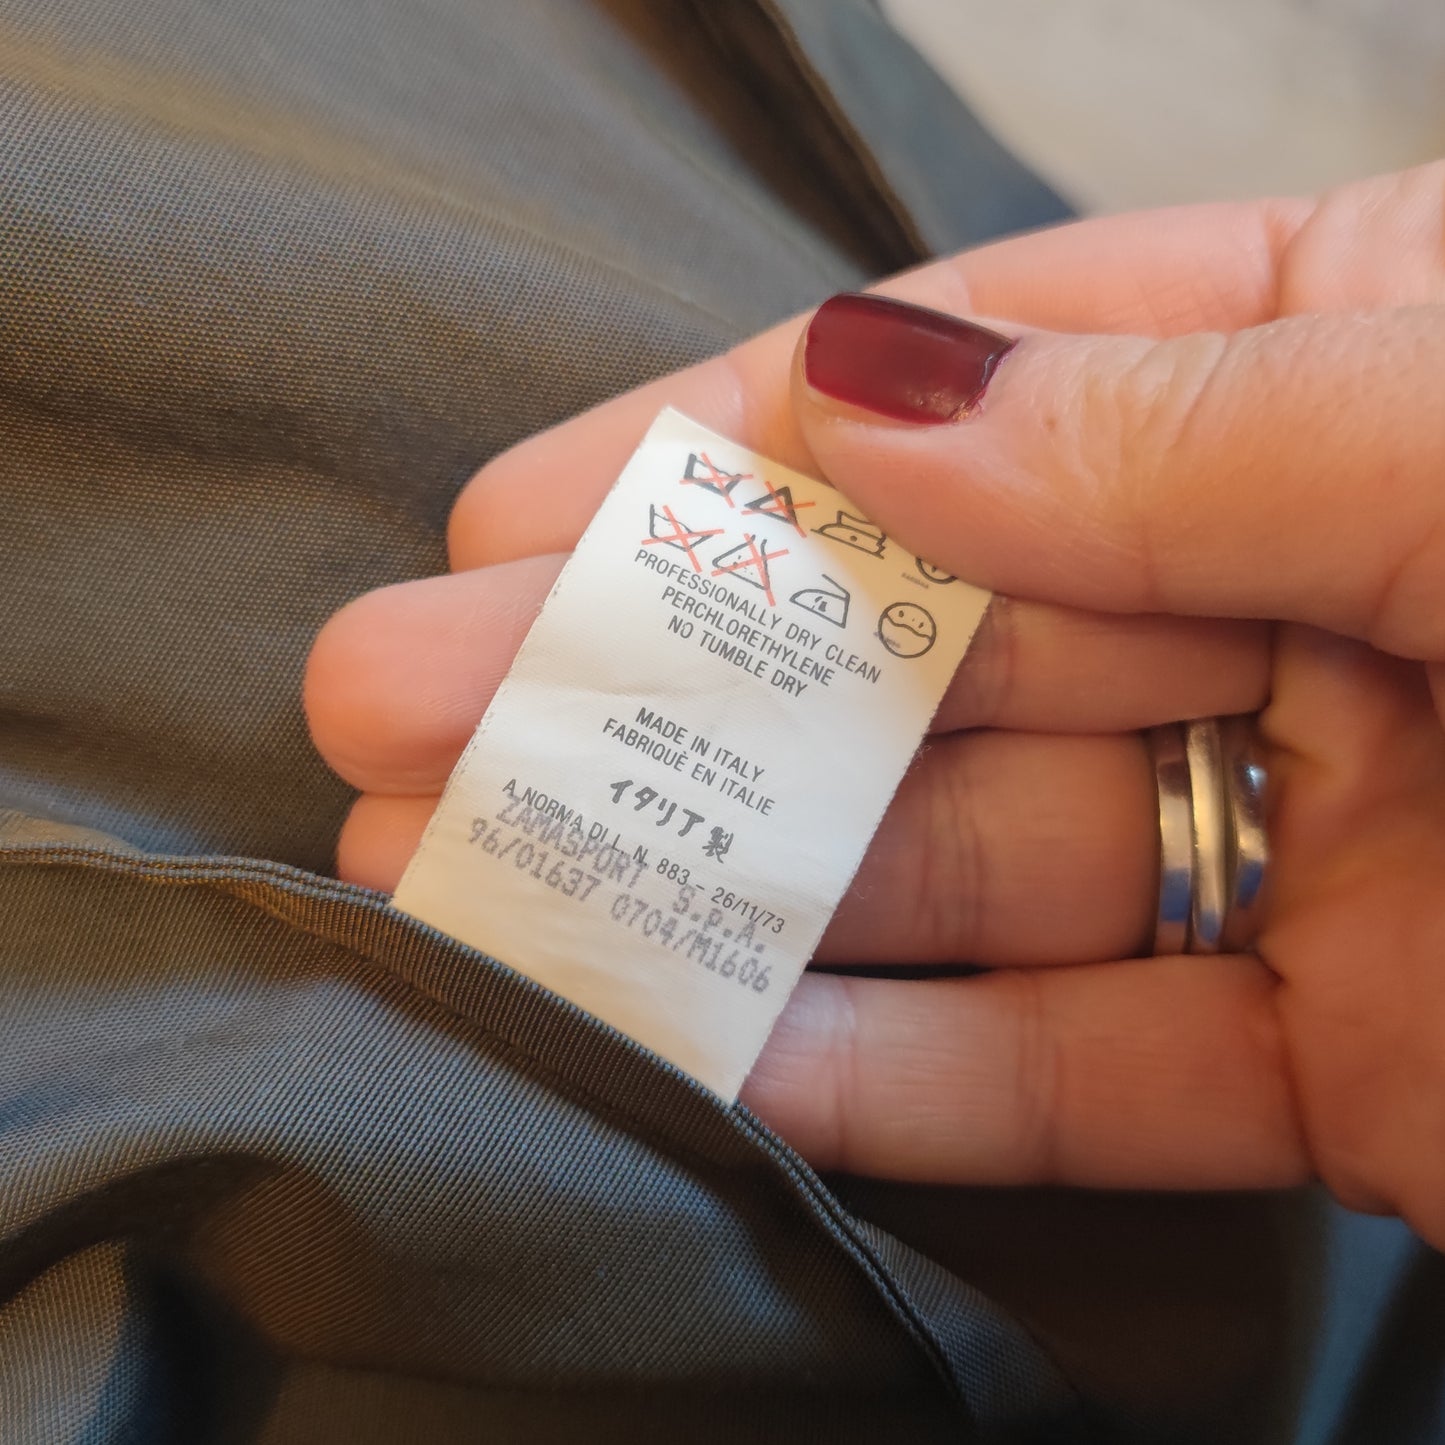 PROFESSIONALLY DRY CLEAN
PERCHLORETHYLENE
NO TUMBLE DRY
MADE IN ITALY
FABRIQUÈ EN ITALIE
イタリア製
A NORMA DI L. N. 883 - 26/11/73
ZAMASPORT S.p.A.
96/01637 0704/M1606